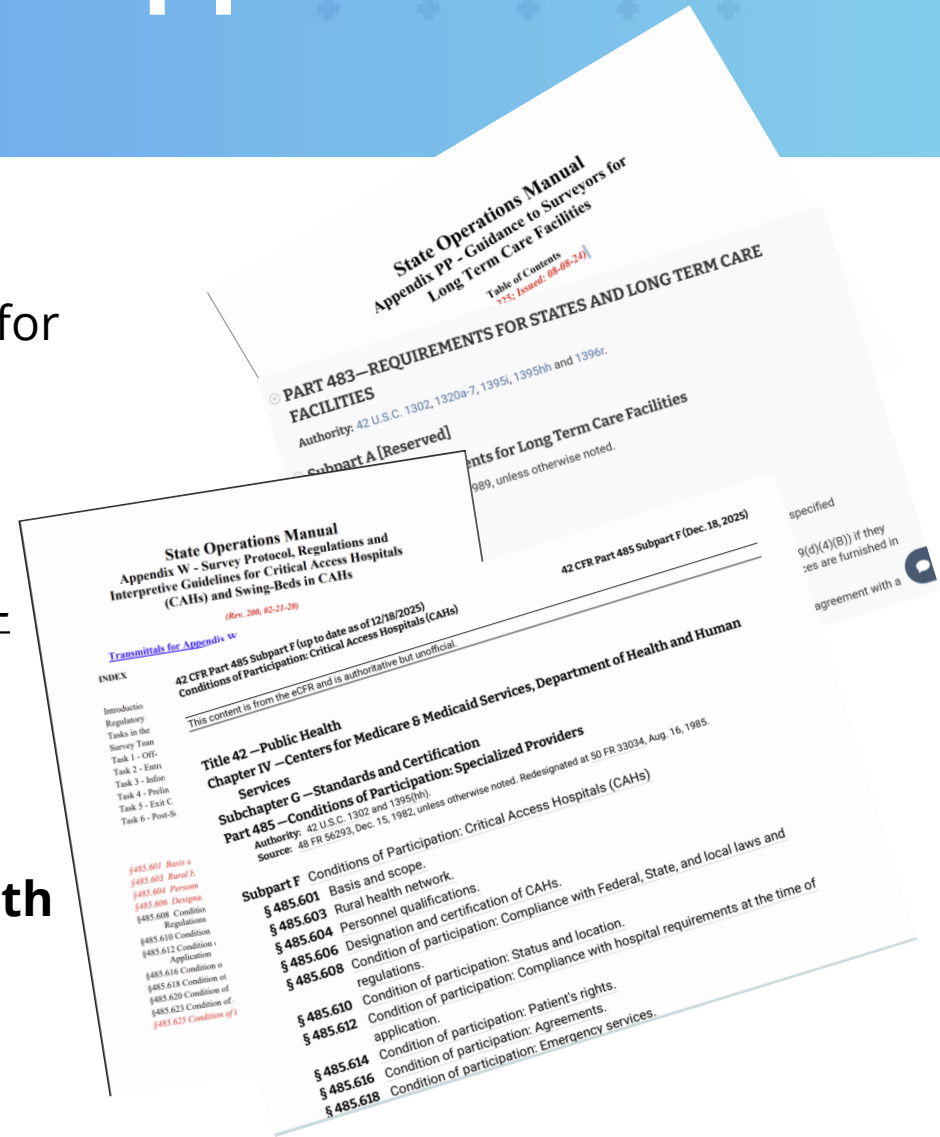 for
th
State Operations Manual
Appendix PP - Guidance to Surveyors for
Long Term Care Facilities
Table of Contents
225; Issued: 08-08-24)
PART 483—REQUIREMENTS FOR STATES AND LONG TERM CARE
FACILITIES
Authority: 42 U.S.C. 1302, 1320a-7, 1395i, 1395hh and 1396r.
Subpart A [Reserved]
ents for Long Term Care Facilities
989, unless otherwise noted.
specified
9(d)(4)(B)) if they
es are furnished in
agreement with a
State Operations Manual
Appendix W - Survey Protocol, Regulations and
Interpretive Guidelines for Critical Access Hospitals
(CAHs) and Swing-Beds in CAHs
(Rev. 200, 02-21-20)
Transmittals for Appendix W
INDEX
Introductio
Regulatory
Tasks in the
Survey Tean
Task 1 - Off-
Task 2 - Entr
Task 3 - Infor
Task 4 - Prelin
Task 5 - Exit C
Task 6 - Post-S
§485.601 Basis a
§485.603 Rural h
§485.604 Person
§485.606 Designa
§485.608 Condition
Regulations
§485.610 Condition
§485.612 Condition
Application
§485.616 Condition o
§485.618 Condition of
§485.620 Condition of
§485.623 Condition of
§485.625 Condition of
42 CFR Part 485 Subpart F (Dec. 18, 2025)
42 CFR Part 485 Subpart F (up to date as of 12/18/2025)
Conditions of Participation: Critical Access Hospitals (CAHs)
This content is from the eCFR and is authoritative but unofficial.
Title 42 —Public Health
Chapter IV —Centers for Medicare & Medicaid Services, Department of Health and Human
Services
Subchapter G —Standards and Certification
Part 485 —Conditions of Participation: Specialized Providers
Authority: 42 U.S.C. 1302 and 1395(hh).
Source: 48 FR 56293, Dec. 15, 1982, unless otherwise noted. Redesignated at 50 FR 33034, Aug. 16, 1985.
Subpart F Conditions of Participation: Critical Access Hospitals (CAHs)
§ 485.601 Basis and scope.
§ 485.603 Rural health network.
§ 485.604 Personnel qualifications.
§ 485.606 Designation and certification of CAHs.
§ 485.608 Condition of participation: Compliance with Federal, State, and local laws and
regulations.
§ 485.610 Condition of participation: Status and location.
§ 485.612 Condition of participation: Compliance with hospital requirements at the time of
application.
§ 485.614 Condition of participation: Patient's rights.
§ 485.616 Condition of participation: Agreements.
§ 485.618 Condition of participation: Emergency services.